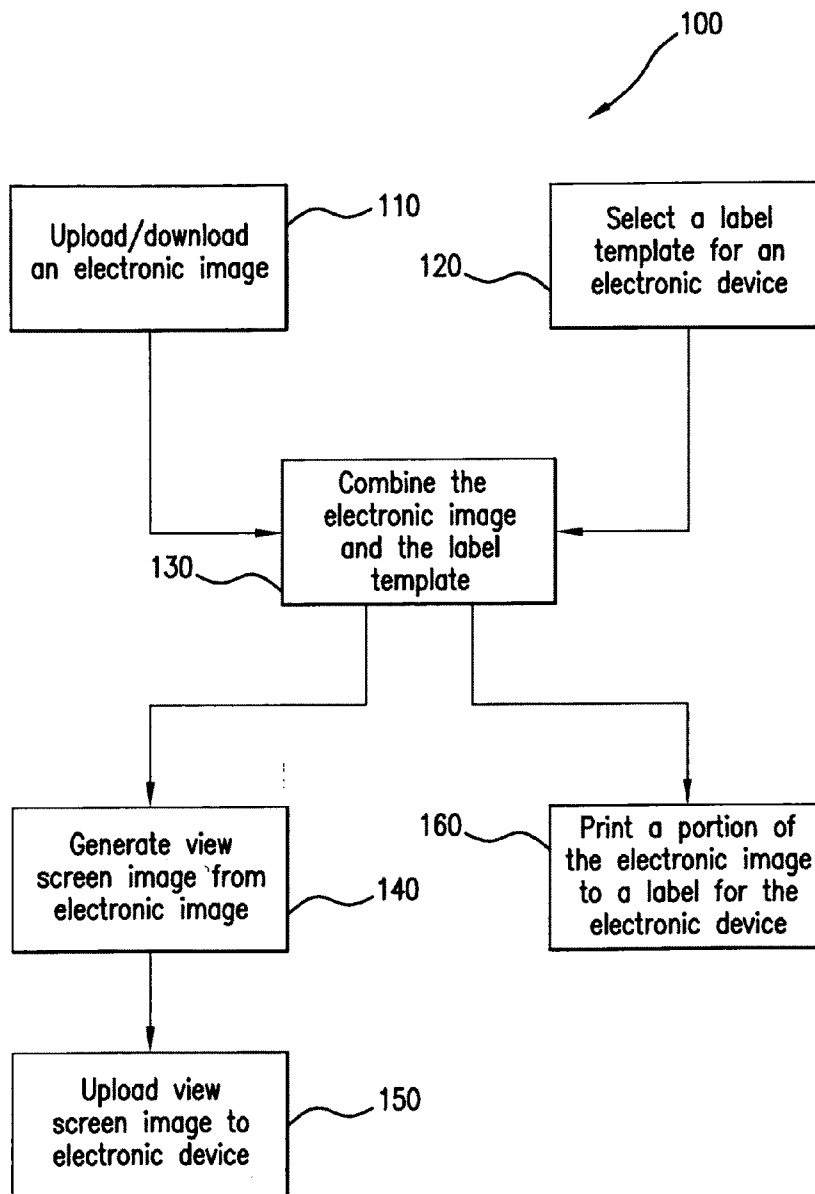 100
Upload/download
an electronic image
110
Select a label
template for an
electronic device
120
Combine the
electronic image
and the label
template
130
Generate view
screen image from
electronic image
140
160
Print a portion of
the electronic image
to a label for the
electronic device
Upload view
screen image to
electronic device
150